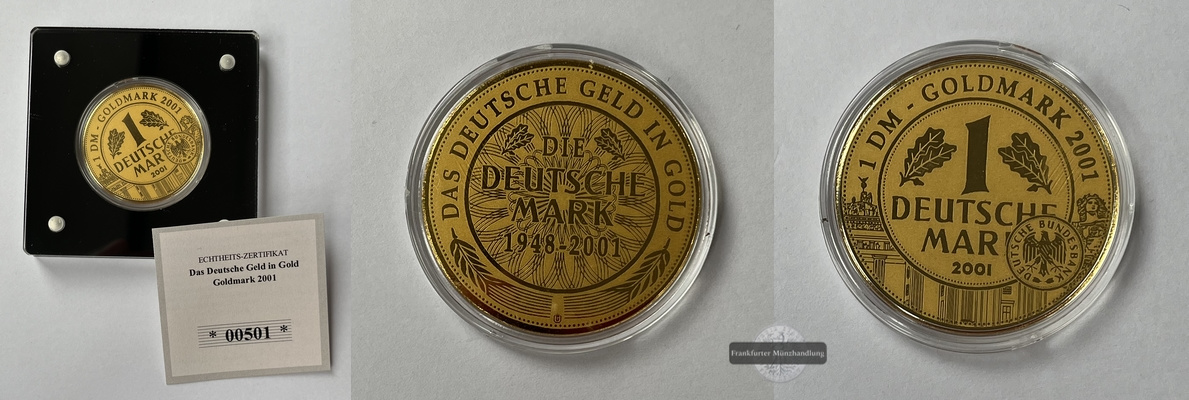 1 DM - GOLDMARK 2001
1
DEUTSCHE
MARK
2001
ECHTHEITS-ZERTIFIKAT
Das Deutsche Geld in Gold
Goldmark 2001
* 00501 *
DAS DEUTSCHE GELD IN GOLD
DIE
DEUTSCHE
MARK
1948-2001
1 DM - GOLDMARK 2001
1
DEUTSCHE
MAR
2001
DEUTSCHE BUNDESBANK
Frankfurter Münzhandlung